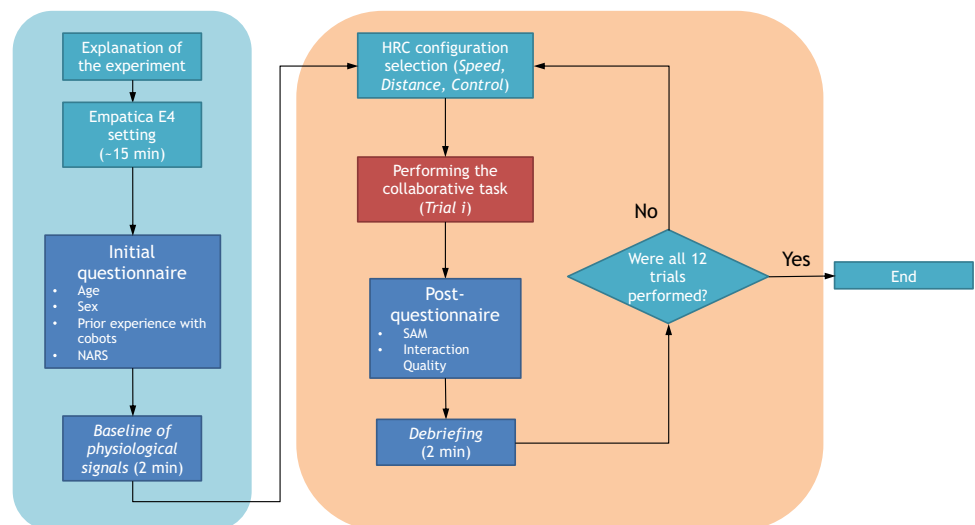 Explanation of
the experiment
Empatica E4
setting
(~15 min)
Initial
questionnaire
• Age
• Sex
• Prior experience with
cobots
• NARS
Baseline of
physiological
signals (2 min)
HRC configuration
selection (Speed,
Distance, Control)
Performing the
collaborative task
(Trial i)
Post-
questionnaire
• SAM
• Interaction
Quality
Debriefing
(2 min)
Were all 12
trials
performed?
No
Yes
End